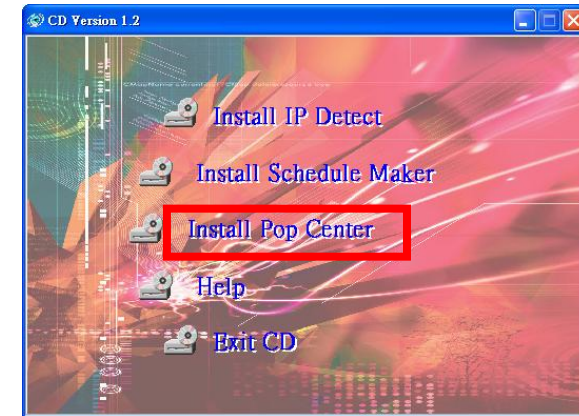 CD Version 1.2
Install IP Detect
Install Schedule Maker
Install Pop Center
Help
Exit CD